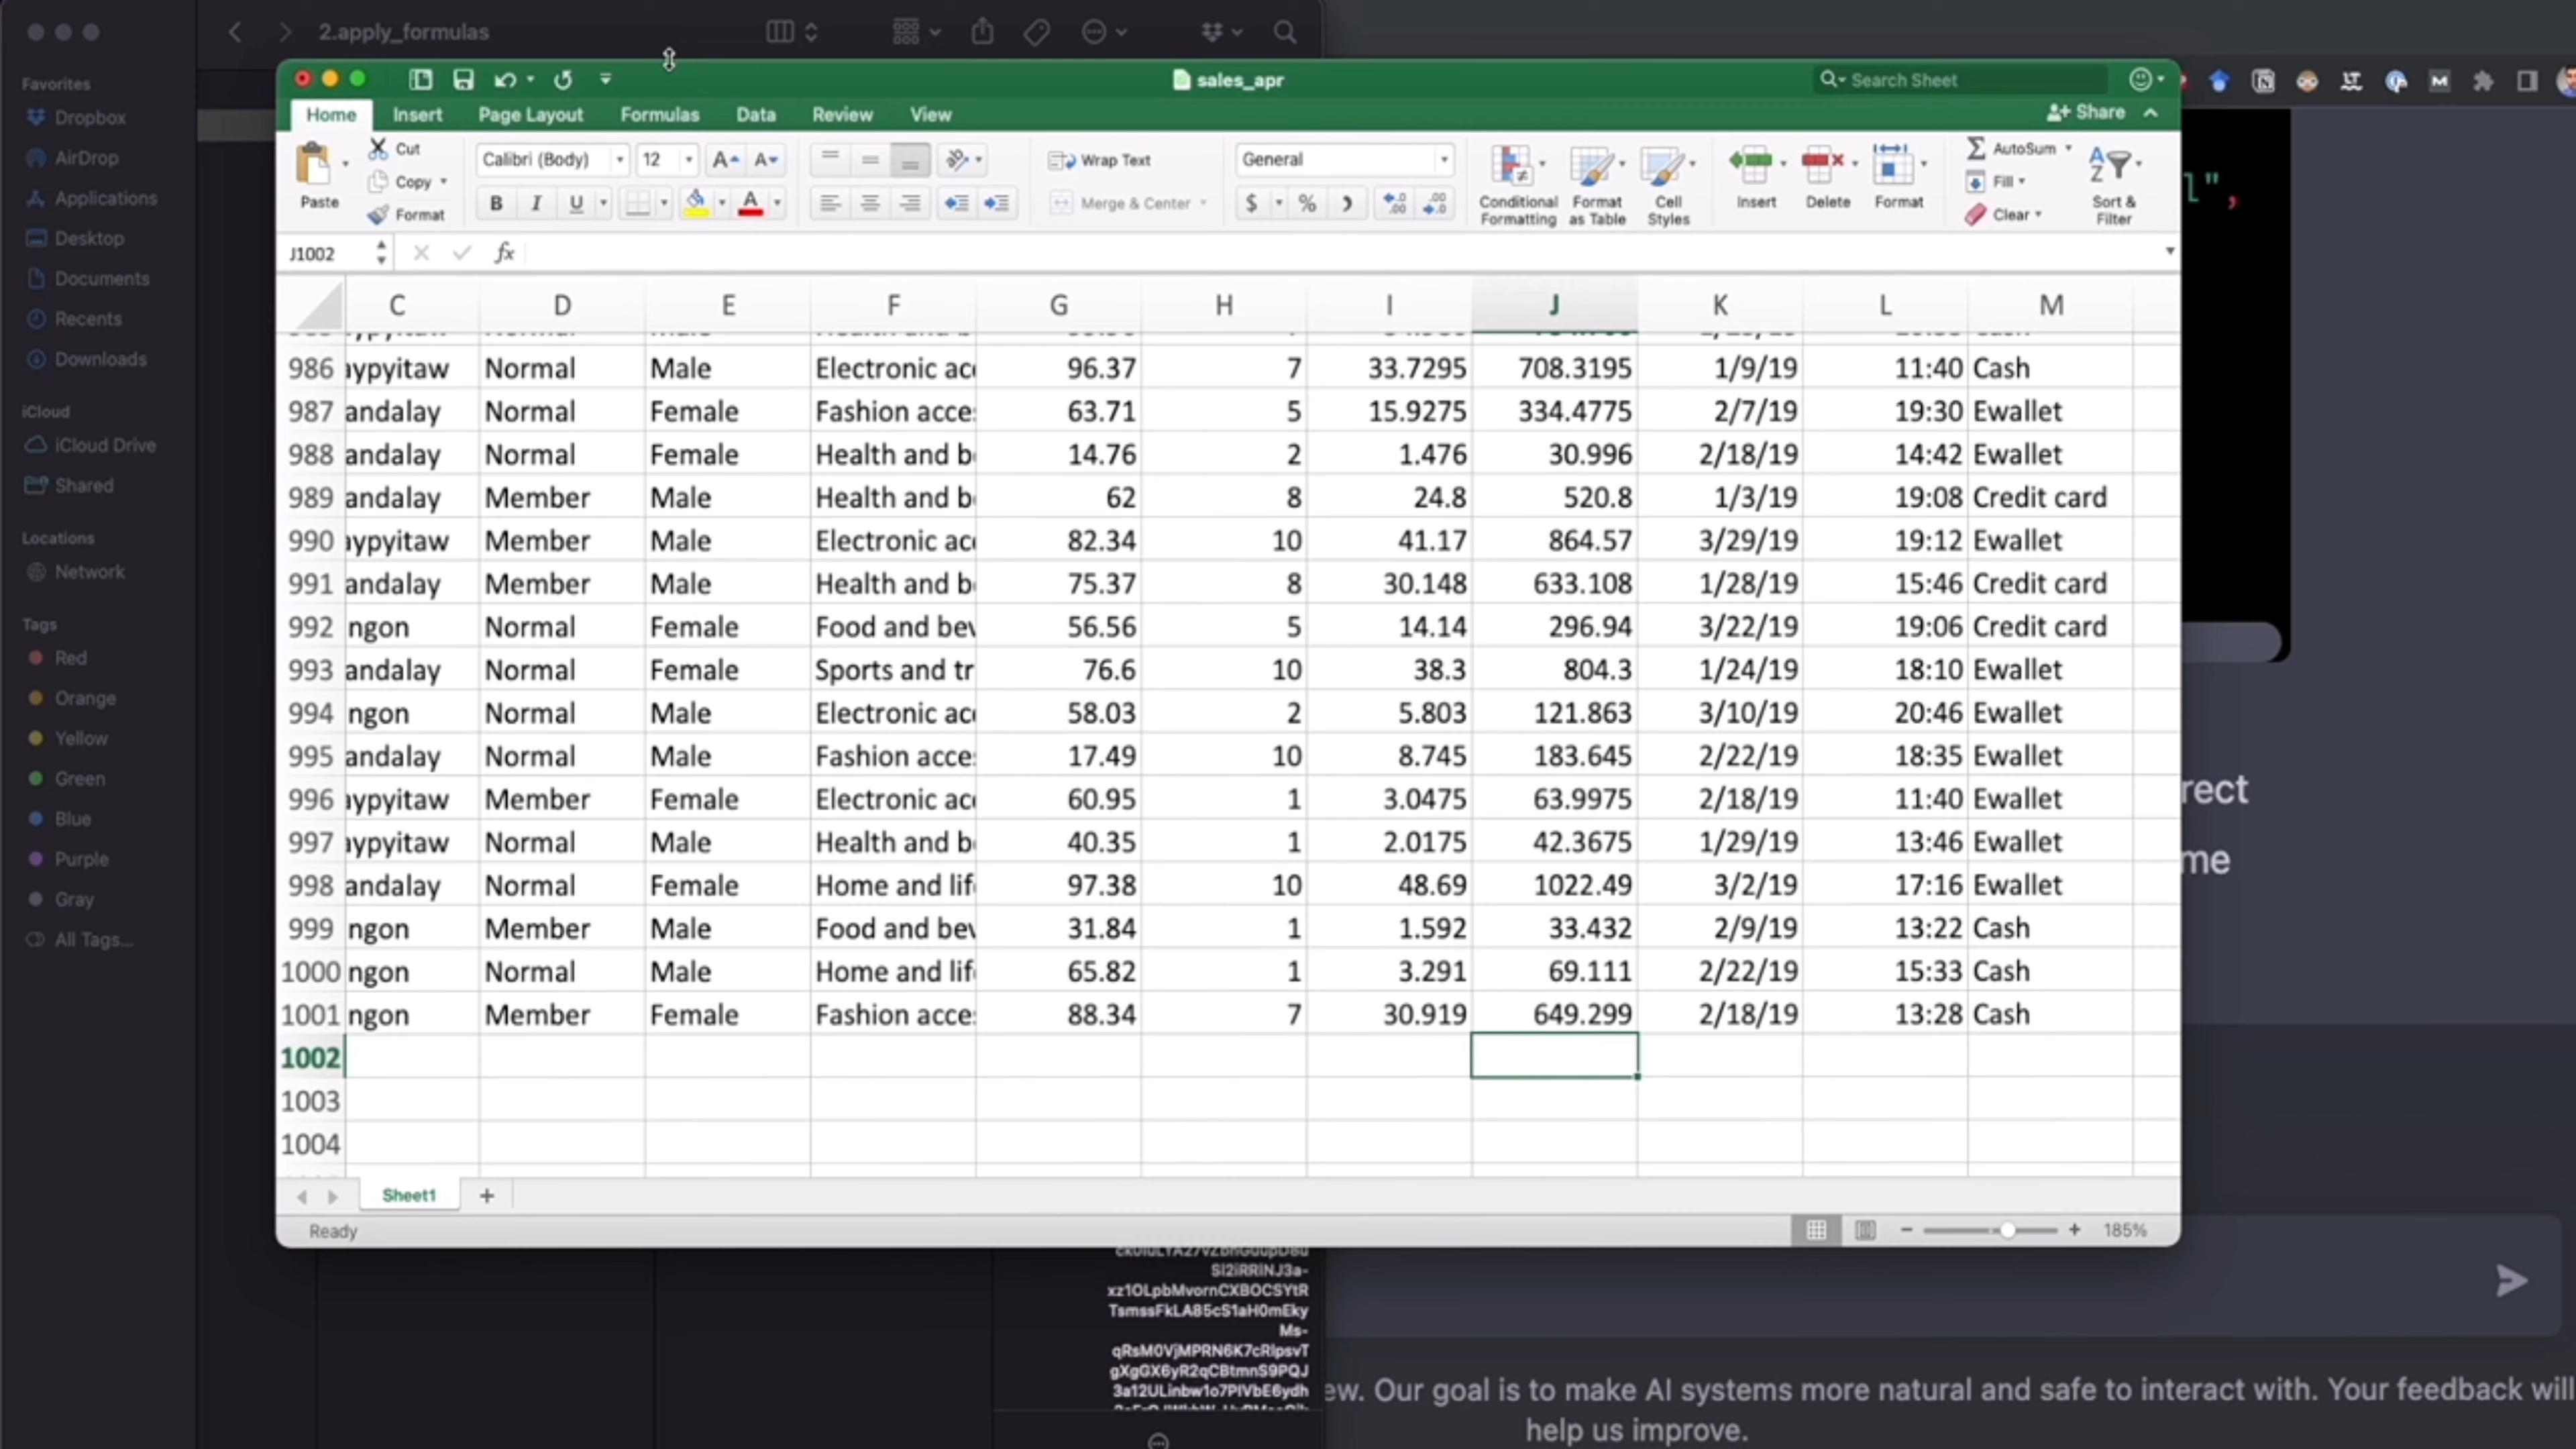 2.apply_formulas
Favorites
Dropbox
AirDrop
Applications
Desktop
Documents
Recents
Downloads
iCloud
iCloud Drive
Shared
Locations
Network
Tags
Red
Orange
Yellow
Green
Blue
Purple
Gray
All Tags...
sales_apr
Search Sheet
Home Insert Page Layout Formulas Data Review View
Share
Paste
Cut
Copy
Format
Calibri (Body) 12
B I U
Wrap Text
Merge & Center
General
$ %
Conditional Formatting
Format as Table
Cell Styles
Insert
Delete
Format
AutoSum
Fill
Clear
Sort & Filter
J1002 fx
C D E F G H I J K L M
986 aypyitaw Normal Male Electronic acc 96.37 7 33.7295 708.3195 1/9/19 11:40 Cash
987 andalay Normal Female Fashion acces 63.71 5 15.9275 334.4775 2/7/19 19:30 Ewallet
988 andalay Normal Female Health and b 14.76 2 1.476 30.996 2/18/19 14:42 Ewallet
989 andalay Member Male Health and b 62 8 24.8 520.8 1/3/19 19:08 Credit card
990 aypyitaw Member Male Electronic acc 82.34 10 41.17 864.57 3/29/19 19:12 Ewallet
991 andalay Member Male Health and b 75.37 8 30.148 633.108 1/28/19 15:46 Credit card
992 ngon Normal Female Food and bev 56.56 5 14.14 296.94 3/22/19 19:06 Credit card
993 andalay Normal Female Sports and tr 76.6 10 38.3 804.3 1/24/19 18:10 Ewallet
994 ngon Normal Male Electronic acc 58.03 2 5.803 121.863 3/10/19 20:46 Ewallet
995 andalay Normal Male Fashion acces 17.49 10 8.745 183.645 2/22/19 18:35 Ewallet
996 aypyitaw Member Female Electronic acc 60.95 1 3.0475 63.9975 2/18/19 11:40 Ewallet
997 aypyitaw Normal Male Health and b 40.35 1 2.0175 42.3675 1/29/19 13:46 Ewallet
998 andalay Normal Female Home and lif 97.38 10 48.69 1022.49 3/2/19 17:16 Ewallet
999 ngon Member Male Food and bev 31.84 1 1.592 33.432 2/9/19 13:22 Cash
1000 ngon Normal Male Home and lif 65.82 1 3.291 69.111 2/22/19 15:33 Cash
1001 ngon Member Female Fashion acces 88.34 7 30.919 649.299 2/18/19 13:28 Cash
1002
1003
1004
Sheet1 +
Ready
185%
l",
rect
me
xz1OLpbMvornCXBOCSYtR
TsmssFkLA85cS1aH0mEky
Ms-
qRsM0VjMPRN6K7cRlpsvT
gXgGX6yR2qCBtmnS9PQJ
3a12ULinbw1o7PIVbE6ydh
ew. Our goal is to make AI systems more natural and safe to interact with. Your feedback will
help us improve.